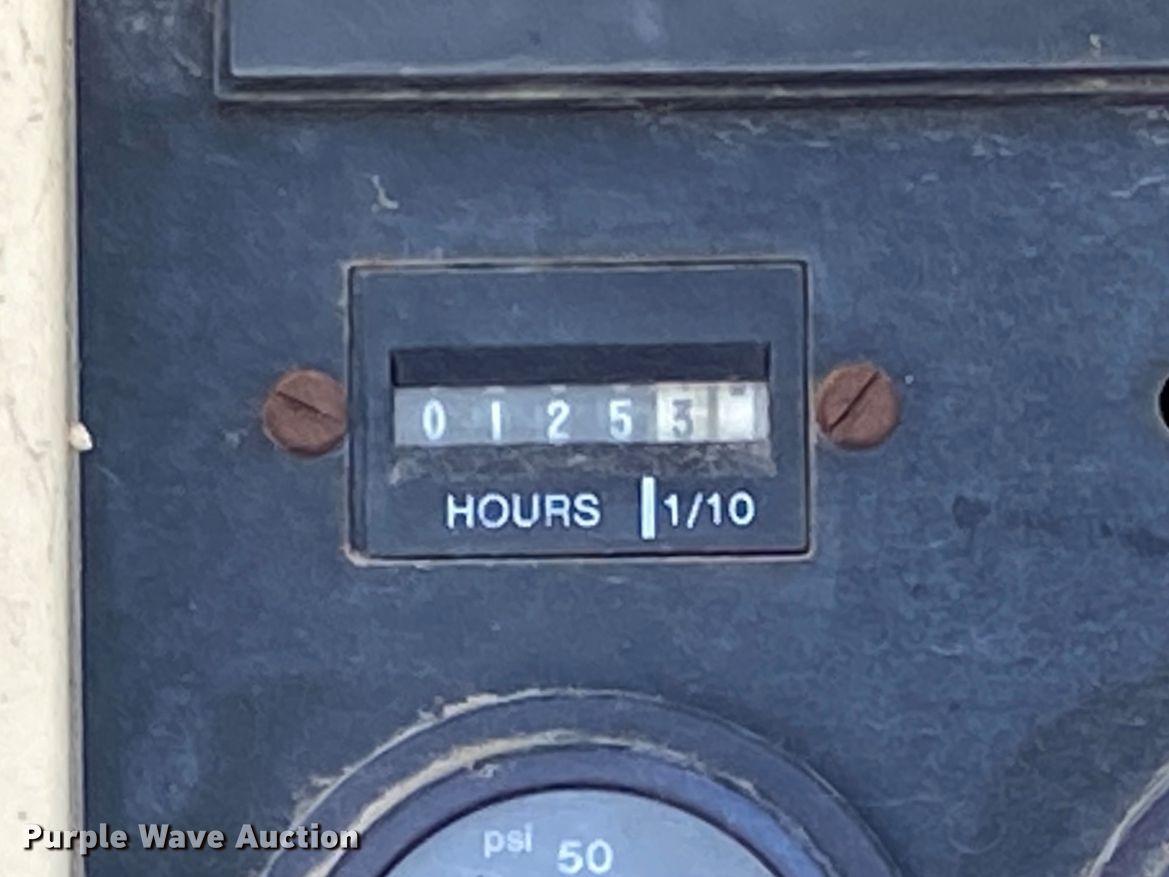 0 1 2 5 3
HOURS 1/10
psi 50
Purple Wave Auction